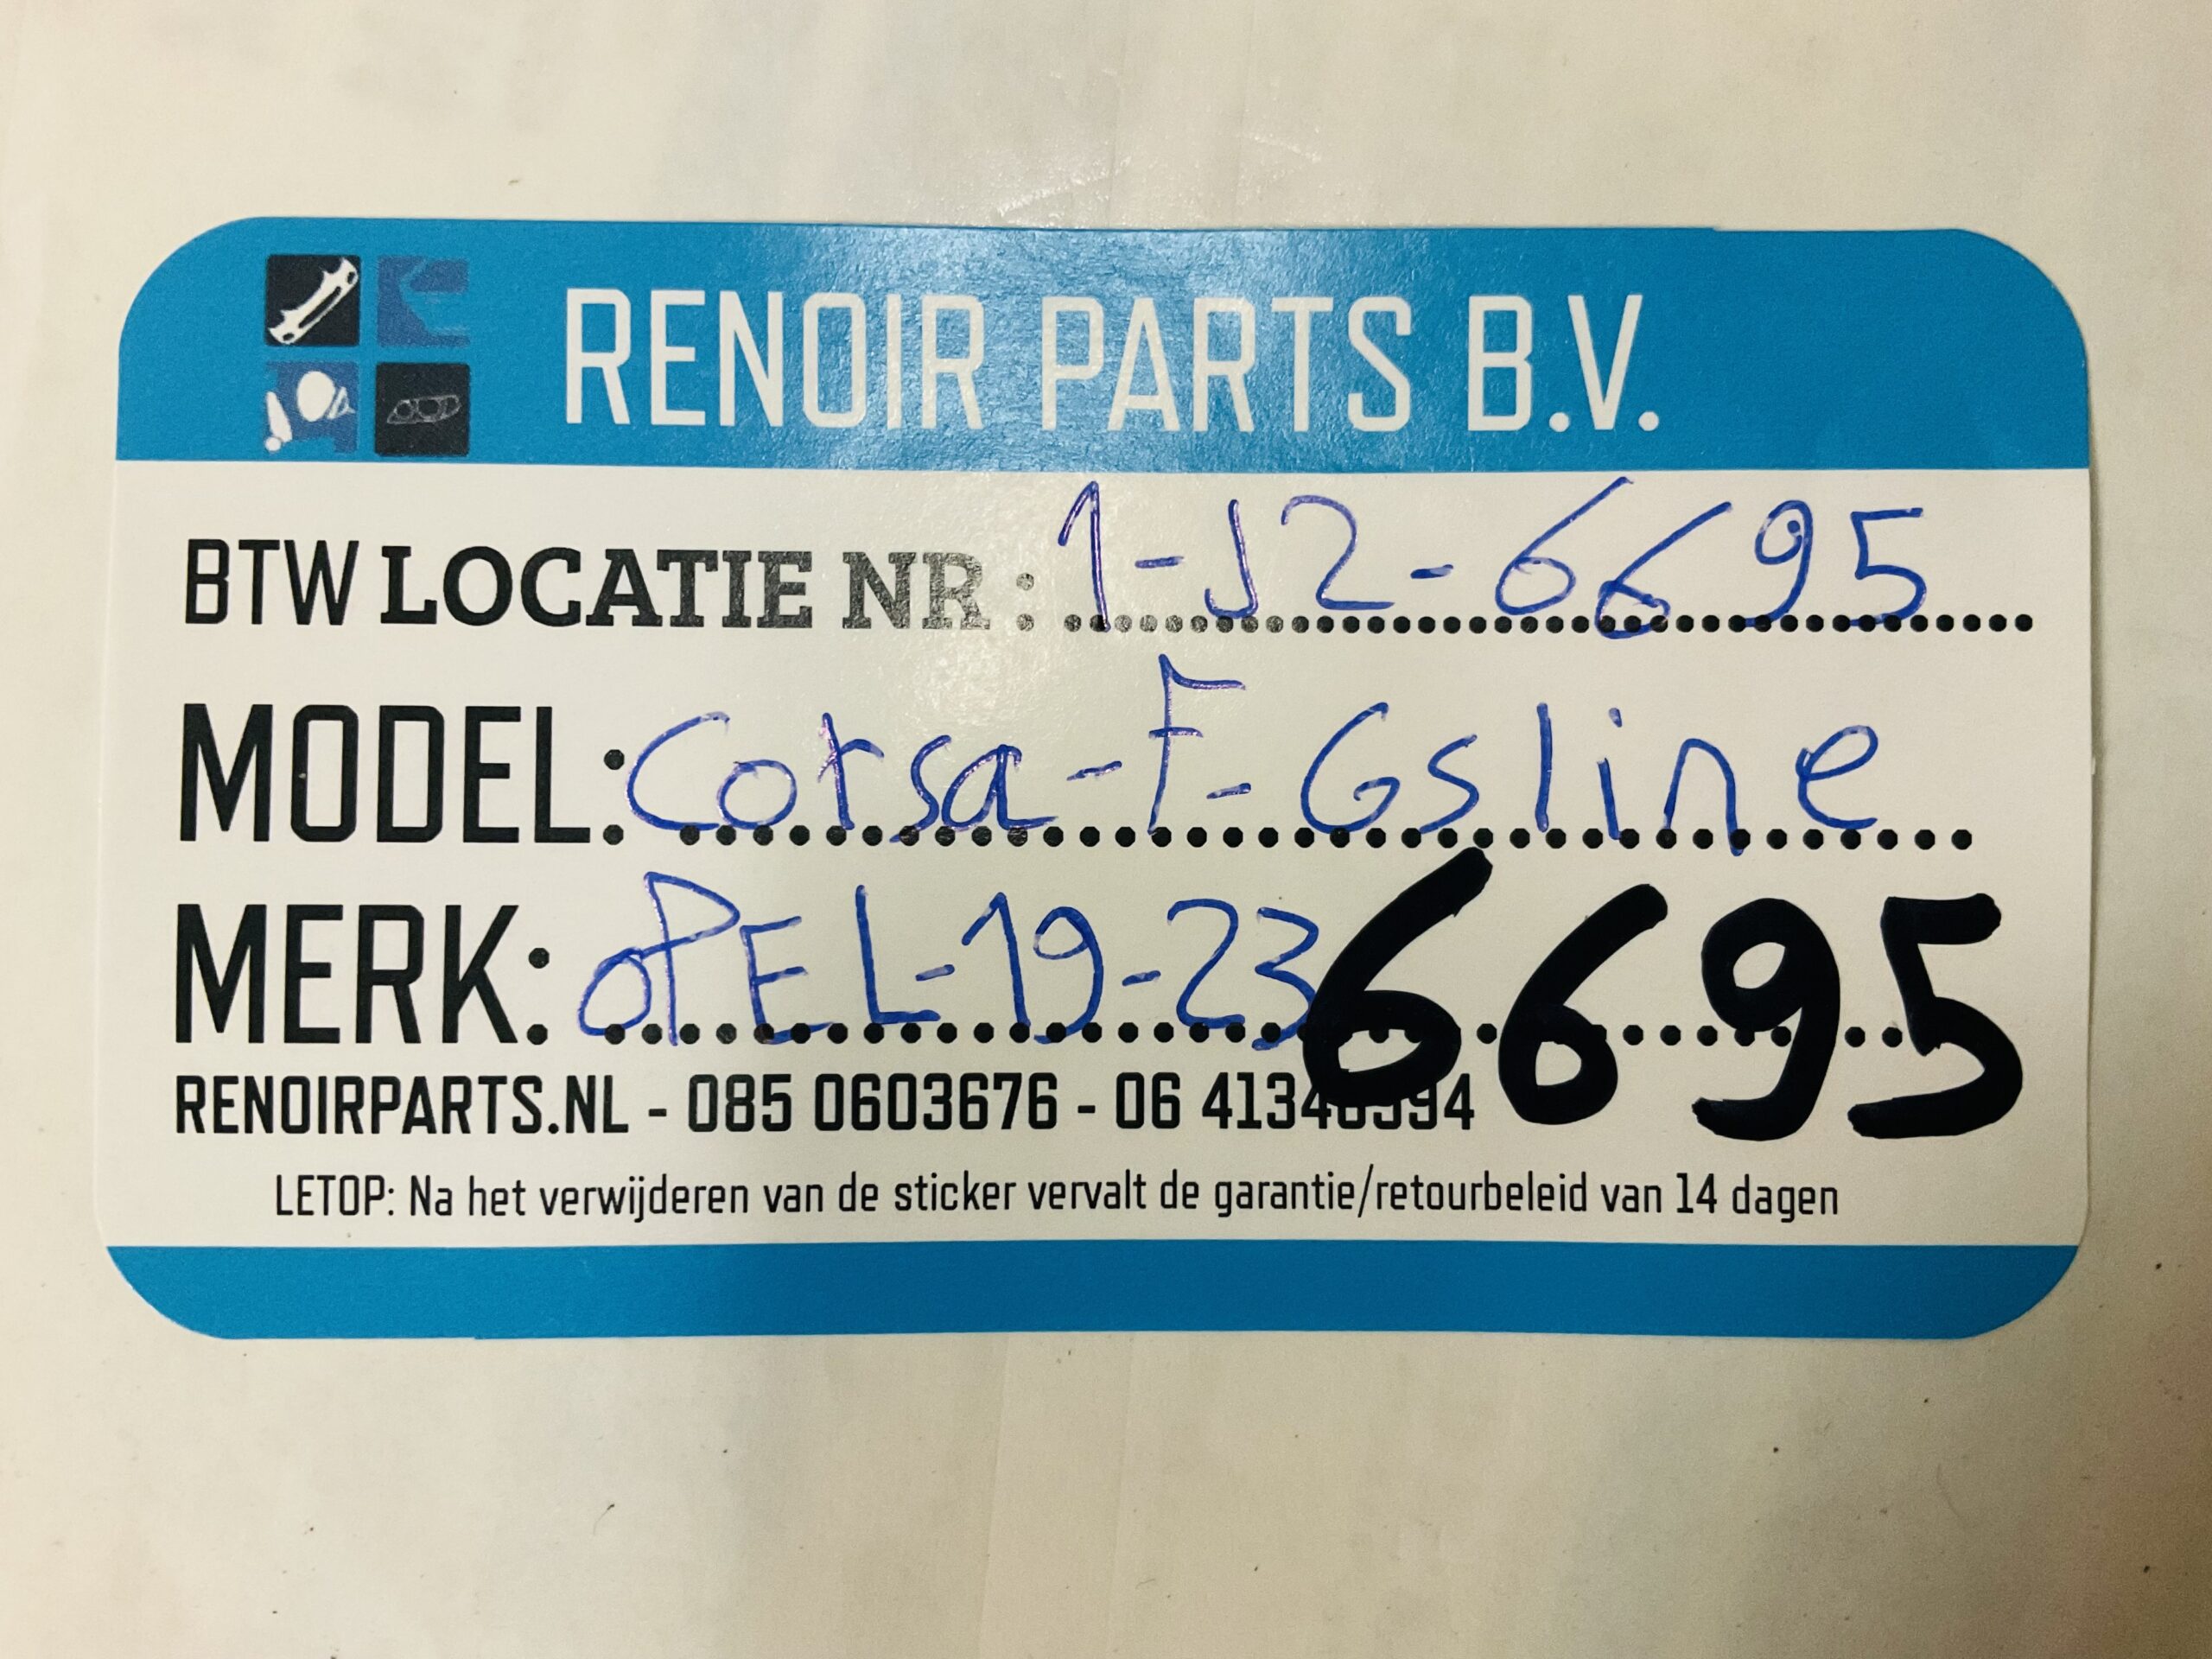 RENOIR PARTS B.V.
BTW LOCATIE NR : 1-J2-6695
MODEL: Corsa-F-Gsline
MERK: OPEL-19-23 6695
RENOIRPARTS.NL - 085 0603676 - 06
LETOP: Na het verwijderen van de sticker vervalt de garantie/retourbeleid van 14 dagen